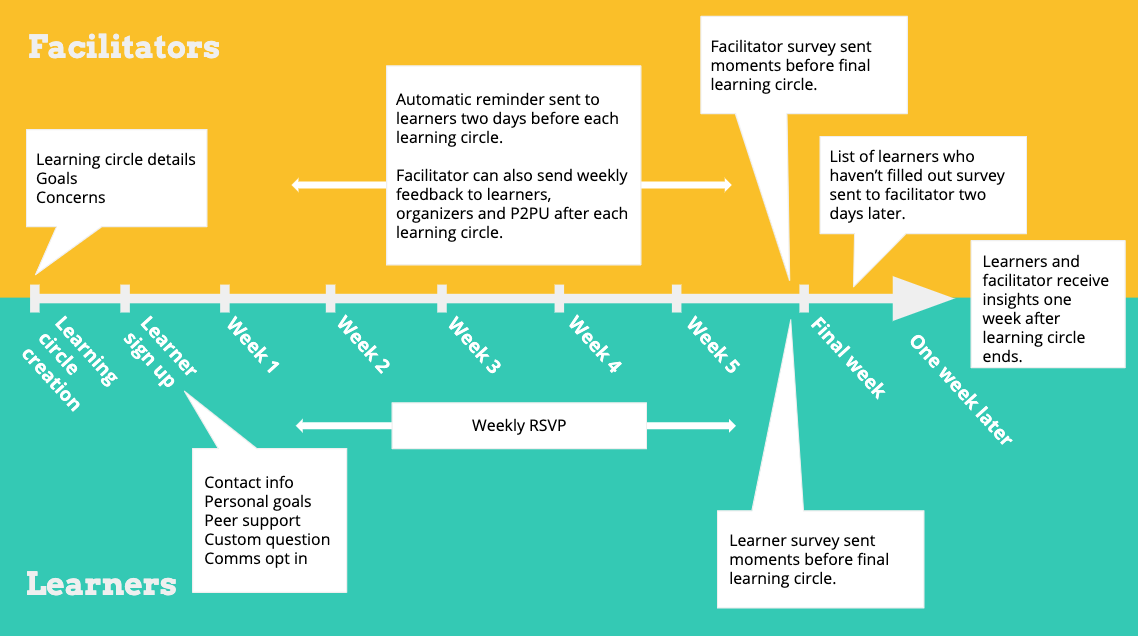 Facilitators
Facilitator survey sent
moments before final
learning circle.
Automatic reminder sent to
learners two days before each
learning circle.
Facilitator can also send weekly
feedback to learners,
organizers and P2PU after each
learning circle.
Learning circle details
Goals
Concerns
List of learners who
haven’t filled out survey
sent to facilitator two
days later.
Learners and
facilitator receive
insights one
week after
learning circle
ends.
Learning
circle
creation
Learner
sign up
Week 1
Week 2
Week 3
Week 4
Week 5
Final week
One week later
Weekly RSVP
Contact info
Personal goals
Peer support
Custom question
Comms opt in
Learner survey sent
moments before final
learning circle.
Learners